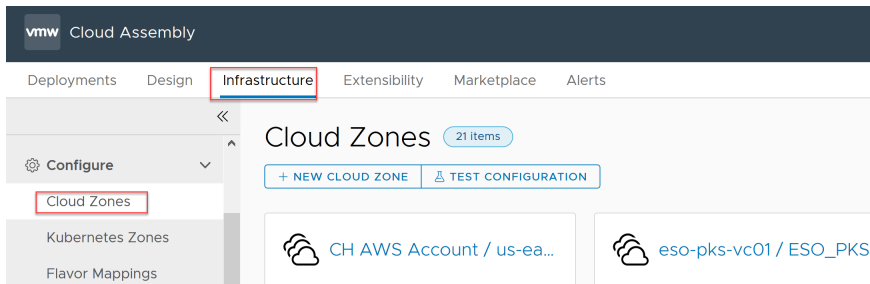 vmw Cloud Assembly
Deployments Design Infrastructure Extensibility Marketplace Alerts
Configure
Cloud Zones
Kubernetes Zones
Flavor Mappings
Cloud Zones 21 items
+ NEW CLOUD ZONE TEST CONFIGURATION
CH AWS Account / us-ea... eso-pks-vc01 / ESO_PKS